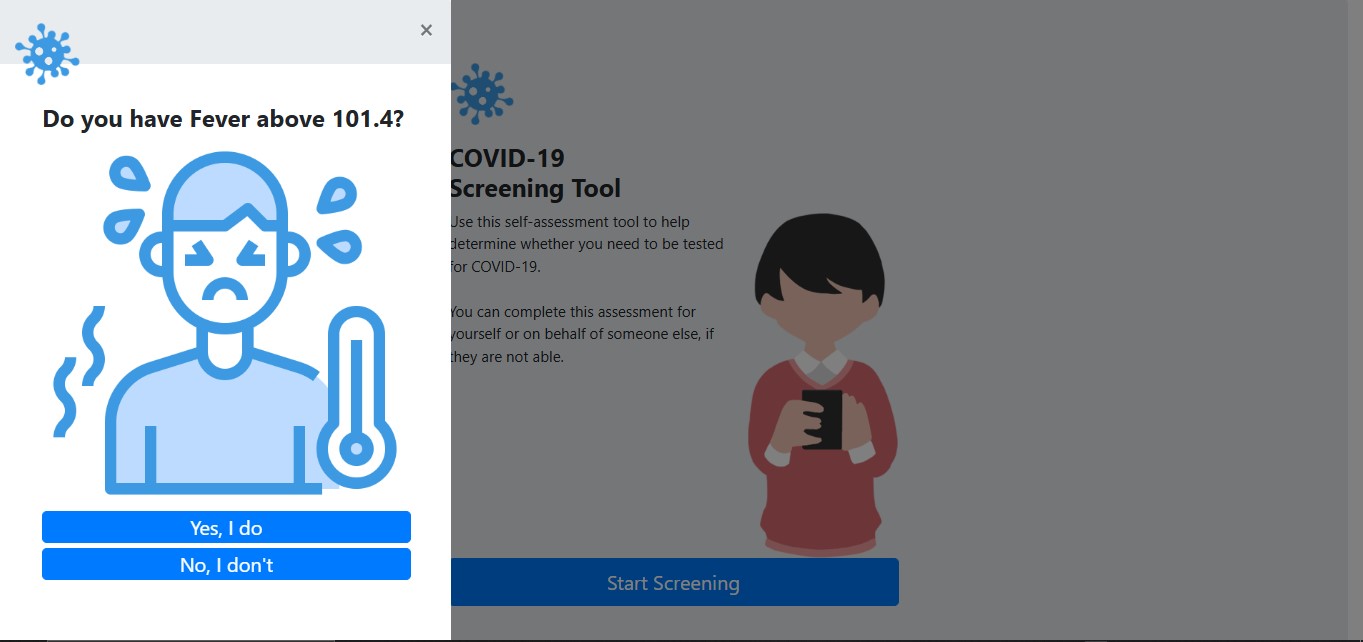 ×
Do you have Fever above 101.4?
Yes, I do
No, I don't
COVID-19
Screening Tool
Use this self-assessment tool to help
determine whether you need to be tested
for COVID-19.
You can complete this assessment for
yourself or on behalf of someone else, if
they are not able.
Start Screening